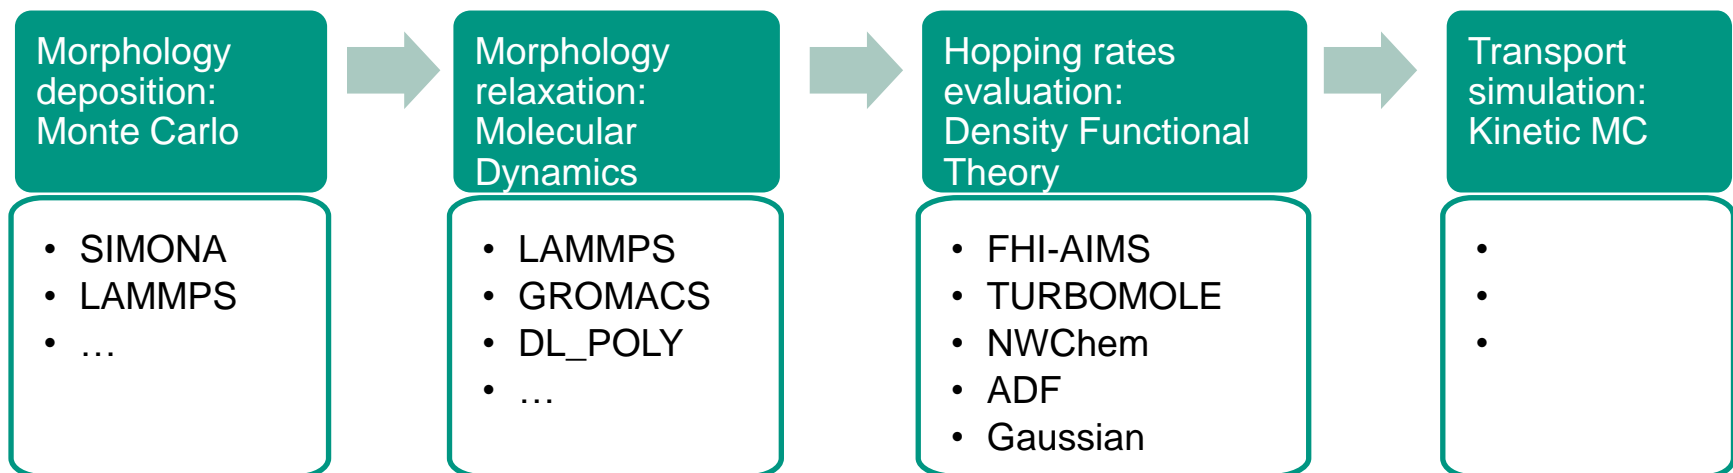 Morphology
deposition:
Monte Carlo
• SIMONA
• LAMMPS
• …
Morphology
relaxation:
Molecular
Dynamics
• LAMMPS
• GROMACS
• DL_POLY
• …
Hopping rates
evaluation:
Density Functional
Theory
• FHI-AIMS
• TURBOMOLE
• NWChem
• ADF
• Gaussian
Transport
simulation:
Kinetic MC
•
•
•